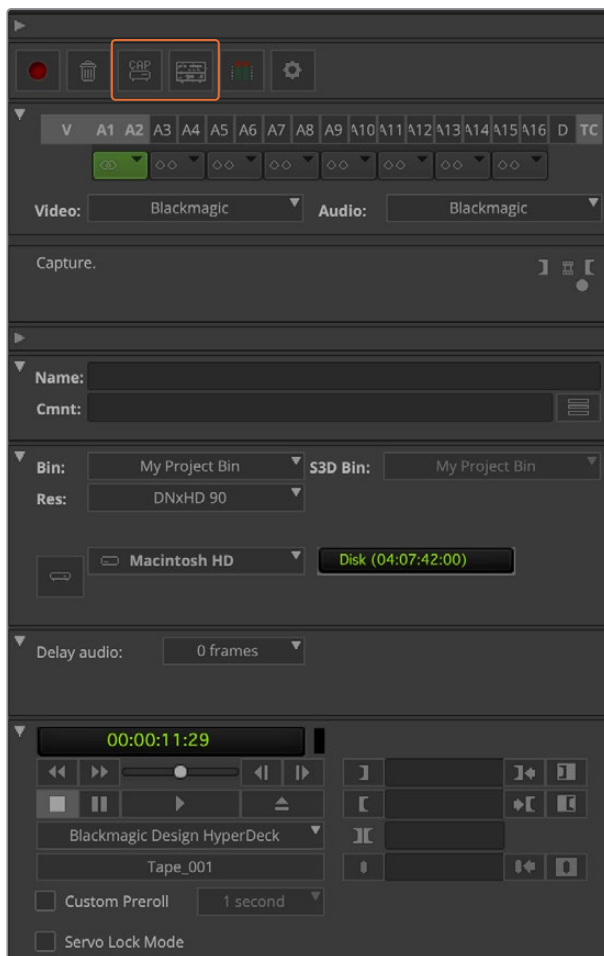 CAP
V A1 A2 A3 A4 A5 A6 A7 A8 A9 A10 A11 A12 A13 A14 A15 A16 D TC
Video: Blackmagic Audio: Blackmagic
Capture.
Name:
Cmnt:
Bin: My Project Bin S3D Bin: My Project Bin
Res: DNxHD 90
Macintosh HD Disk (04:07:42:00)
Delay audio: 0 frames
00:00:11:29
Blackmagic Design HyperDeck
Tape_001
Custom Preroll 1 second
Servo Lock Mode